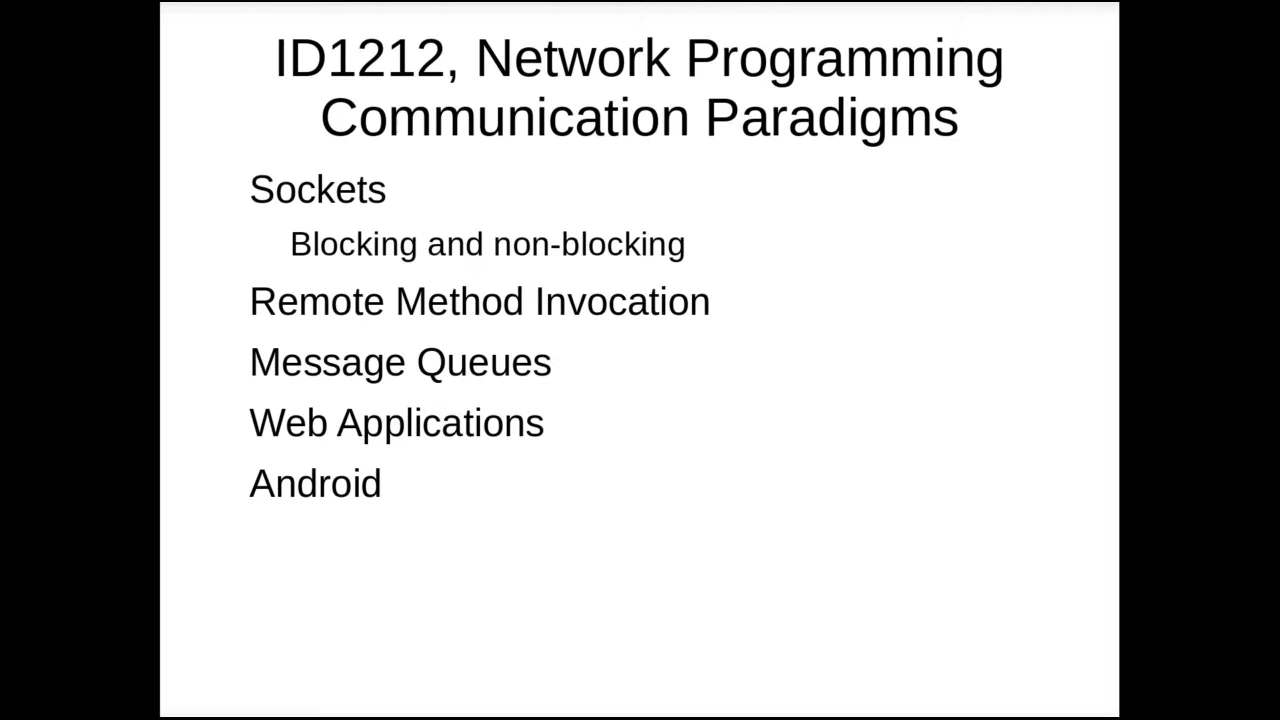 ID1212, Network Programming
Communication Paradigms
Sockets
Blocking and non-blocking
Remote Method Invocation
Message Queues
Web Applications
Android